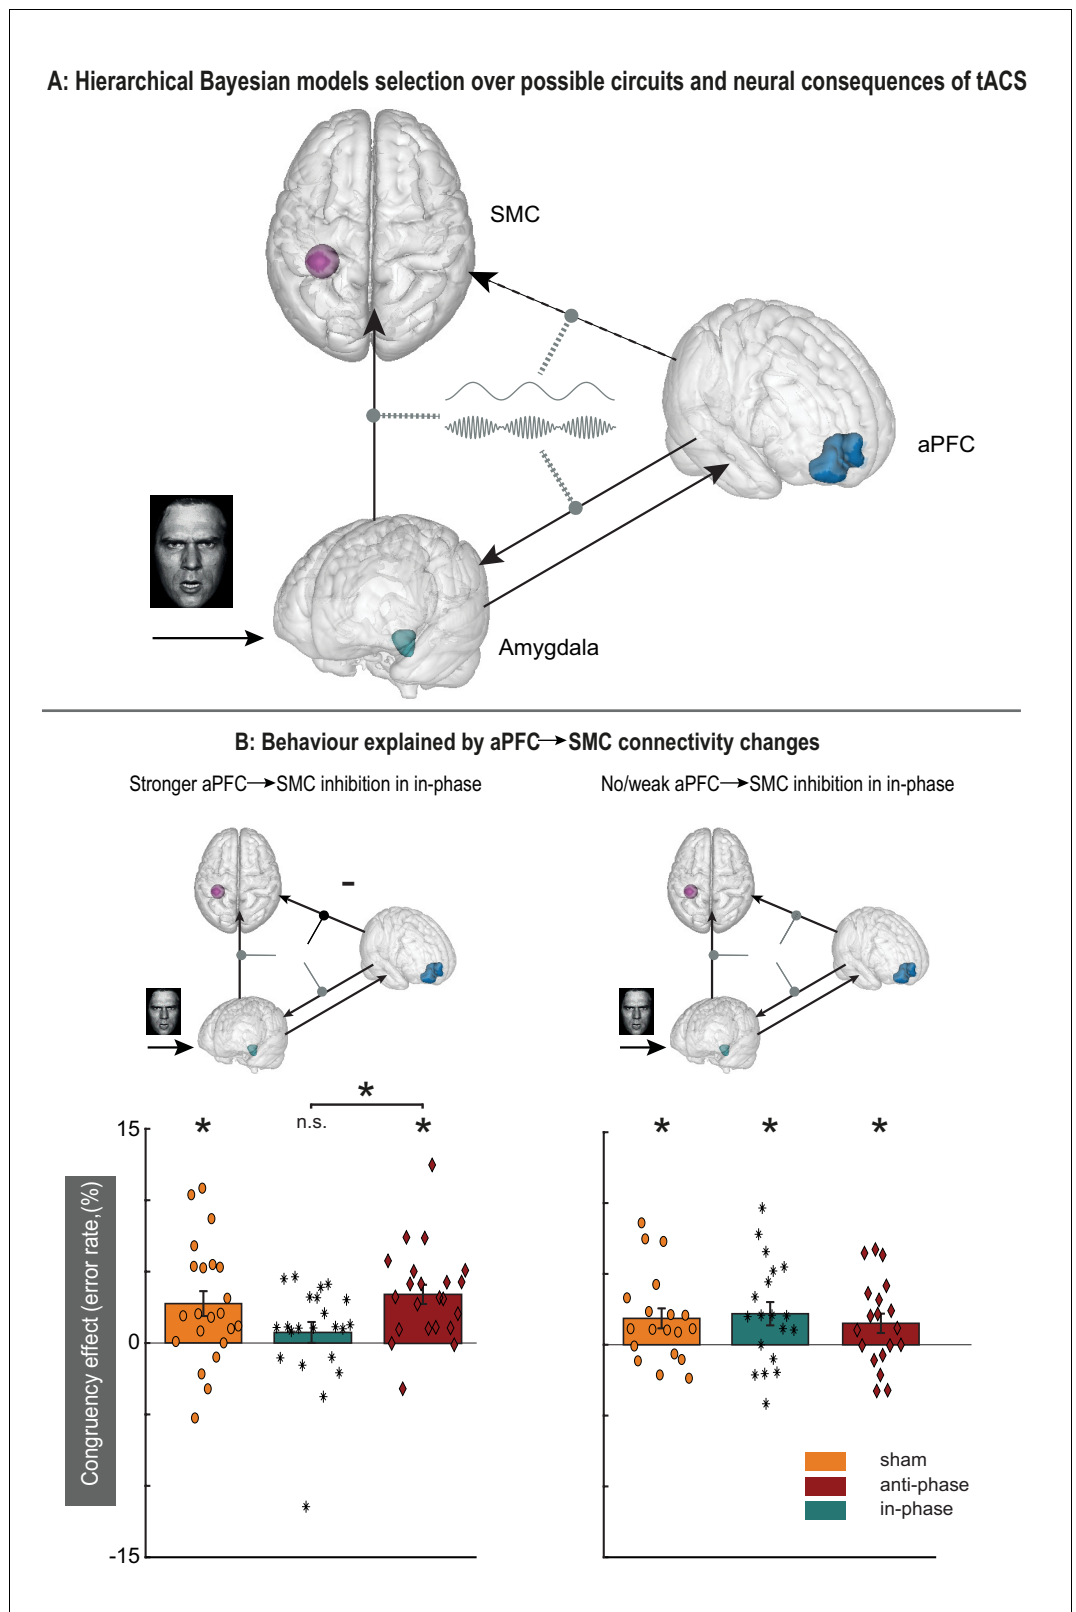 A: Hierarchical Bayesian models selection over possible circuits and neural consequences of tACS
SMC
aPFC
Amygdala
B: Behaviour explained by aPFC→SMC connectivity changes
Stronger aPFC→SMC inhibition in in-phase
No/weak aPFC→SMC inhibition in in-phase
-
*
15
*
n.s.
*
*
*
*
Congruency effect (error rate,(%)
0
sham
anti-phase
in-phase
-15